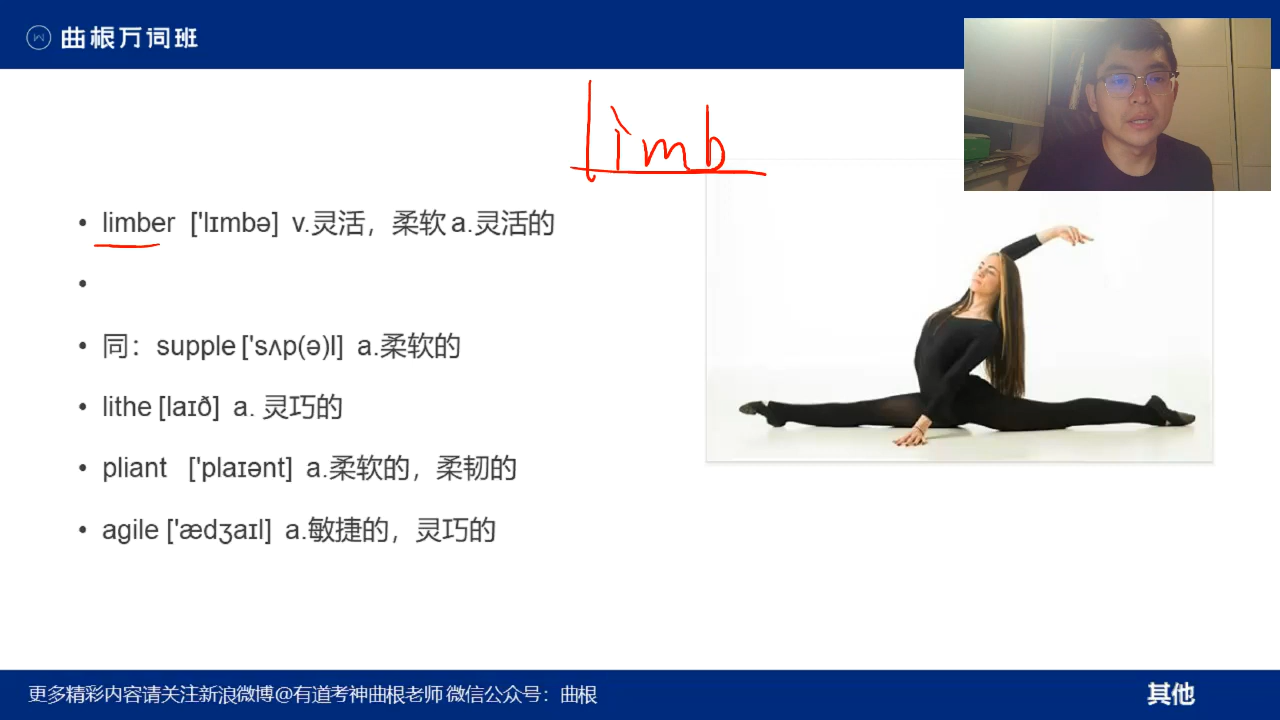 曲根万词班
limb
• limber ['lɪmbə] v.灵活，柔软 a.灵活的
•
• 同：supple ['sʌp(ə)l] a.柔软的
• lithe [laɪð] a. 灵巧的
• pliant ['plaɪənt] a.柔软的，柔韧的
• agile ['ædʒaɪl] a.敏捷的，灵巧的
更多精彩内容请关注新浪微博@有道考神曲根老师 微信公众号：曲根
其他